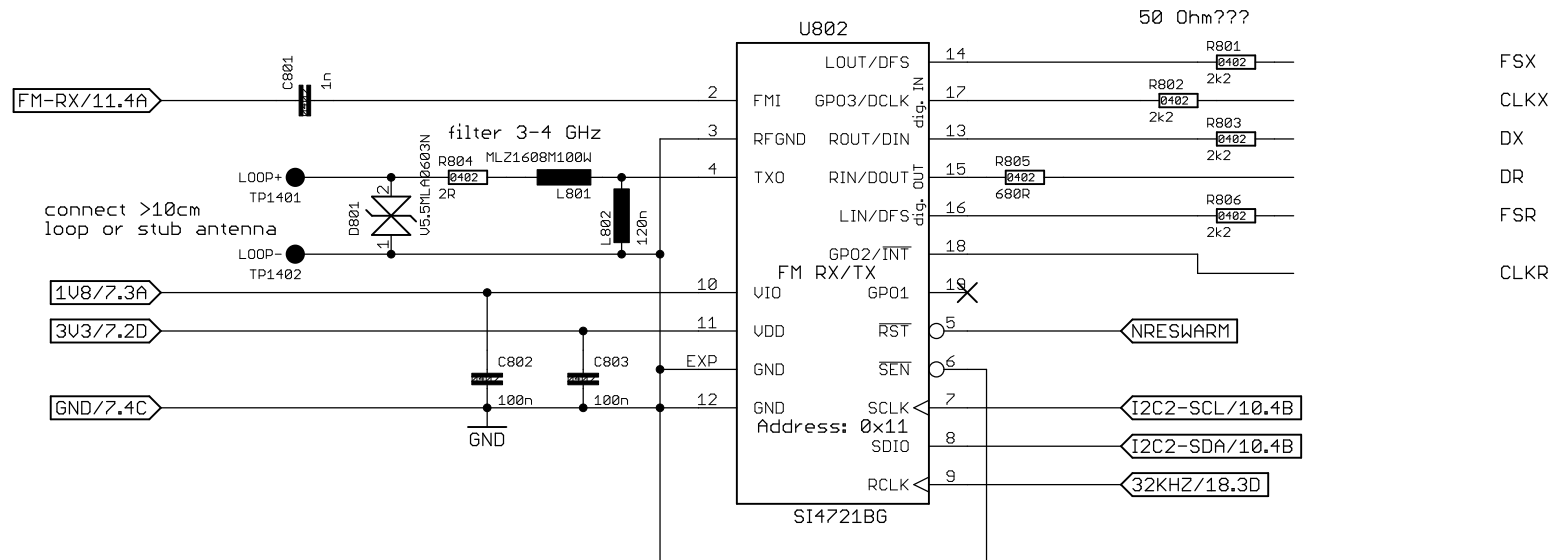 50 Ohm???
U802
C801
1n
FM-RX/11.4A
2
FMI
LOUT/DFS
14
R801
0402
2k2
FSX
GPO3/DCLK
17
R802
0402
2k2
CLKX
dig. IN
filter 3-4 GHz
3
RFGND
ROUT/DIN
13
R803
0402
2k2
DX
LOOP+
TP1401
R804
0402
2R
MLZ1608M100W
L801
4
TXO
RIN/DOUT
15
R805
0402
680R
DR
dig. OUT
connect >10cm
loop or stub antenna
D801
2
1
V5.5MLA0603N
L802
120n
LIN/DFS
16
R806
0402
2k2
FSR
LOOP-
TP1402
GPO2/INT
18
CLKR
FM RX/TX
1V8/7.3A
10
VIO
GPO1
19
3V3/7.2D
11
VDD
RST
5
NRESWARM
C802
100n
C803
100n
EXP
GND
SEN
6
GND/7.4C
12
GND
SCLK
7
I2C2-SCL/10.4B
GND
Address: 0x11
SDIO
8
I2C2-SDA/10.4B
RCLK
9
32KHZ/18.3D
SI4721BG